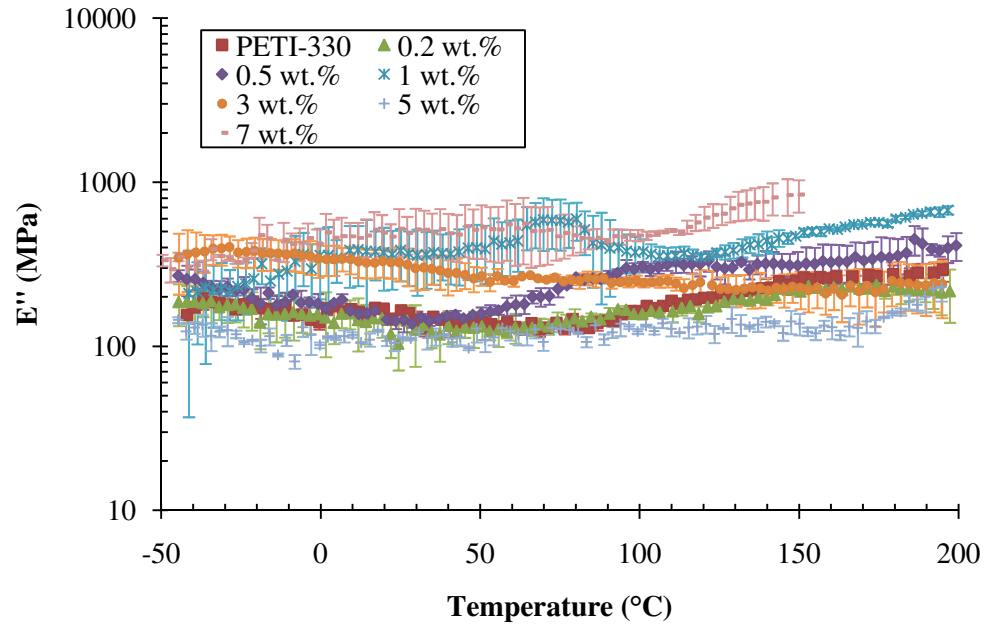 10000
PETI-330 0.2 wt.%
0.5 wt.% 1 wt.%
3 wt.% 5 wt.%
7 wt.%
1000
E'' (MPa)
100
10
-50 0 50 100 150 200
Temperature (°C)